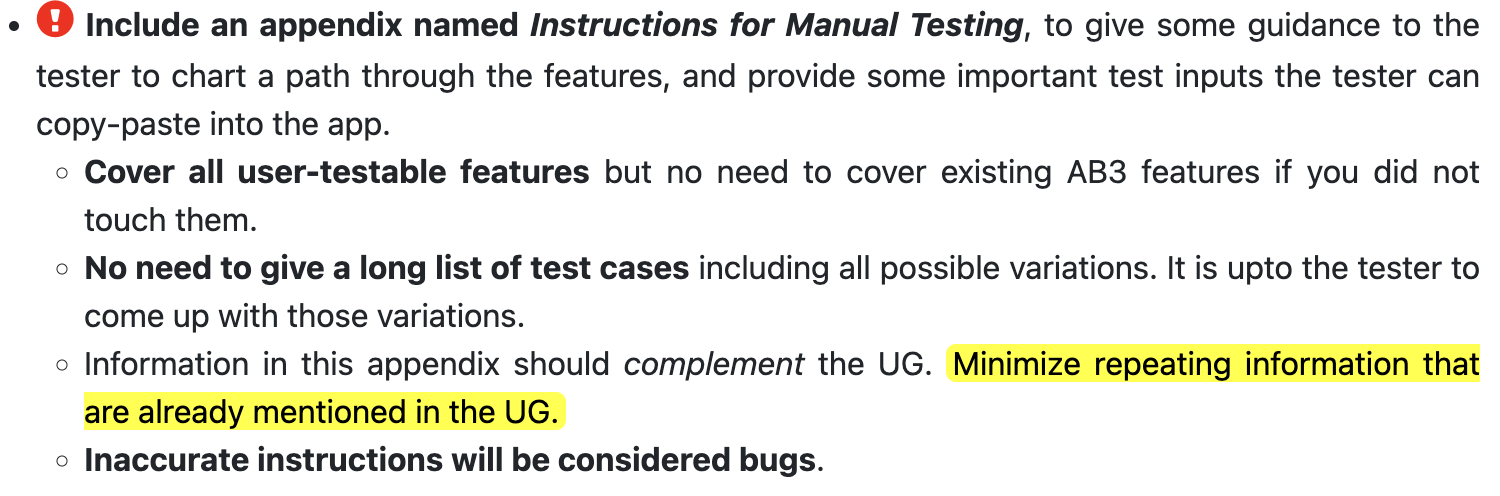 • ! Include an appendix named Instructions for Manual Testing, to give some guidance to the
tester to chart a path through the features, and provide some important test inputs the tester can
copy-paste into the app.
◦ Cover all user-testable features but no need to cover existing AB3 features if you did not
touch them.
◦ No need to give a long list of test cases including all possible variations. It is upto the tester to
come up with those variations.
◦ Information in this appendix should complement the UG. Minimize repeating information that
are already mentioned in the UG.
◦ Inaccurate instructions will be considered bugs.